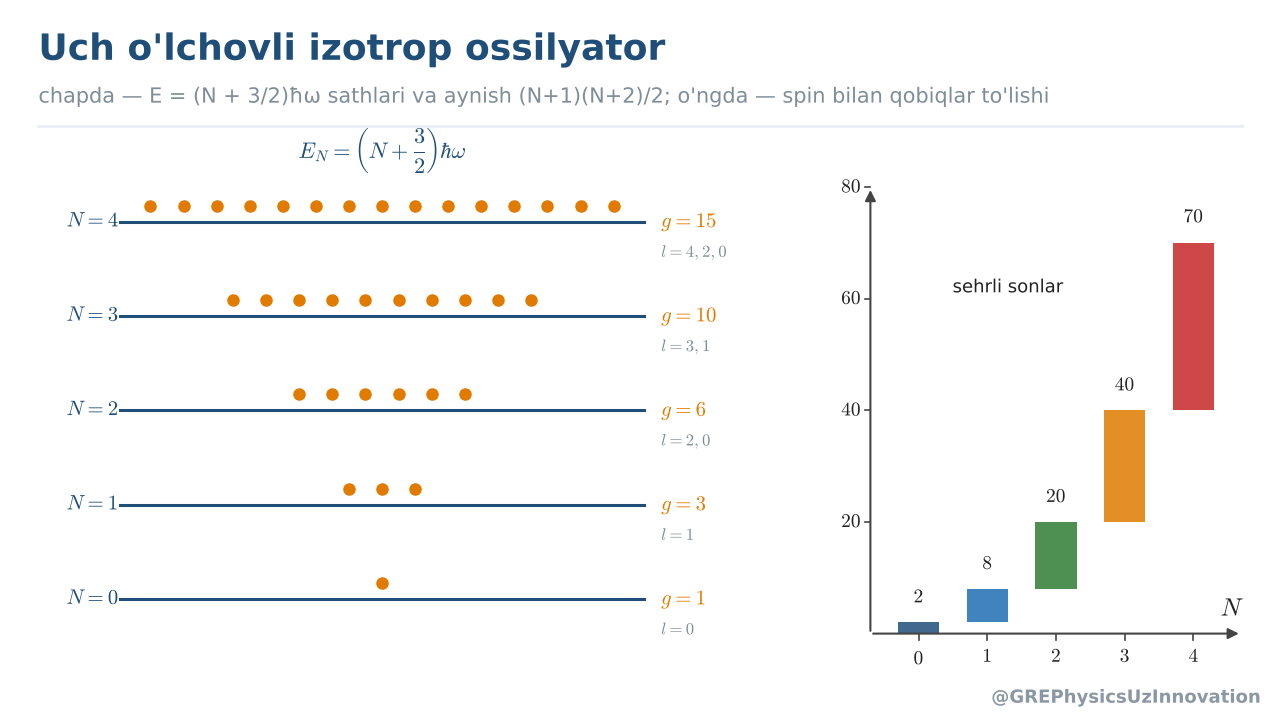 Uch o'lchovli izotrop ossilyator
chapda — E = (N + 3/2)ħω sathlari va aynish (N+1)(N+2)/2; o'ngda — spin bilan qobiqlar to'lishi
E_N = (N + 3/2)ħω
N = 4
g = 15
l = 4, 2, 0
N = 3
g = 10
l = 3, 1
N = 2
g = 6
l = 2, 0
N = 1
g = 3
l = 1
N = 0
g = 1
l = 0
80
60
40
20
sehrli sonlar
2
8
20
40
70
N
0 1 2 3 4
@GREPhysicsUzInnovation